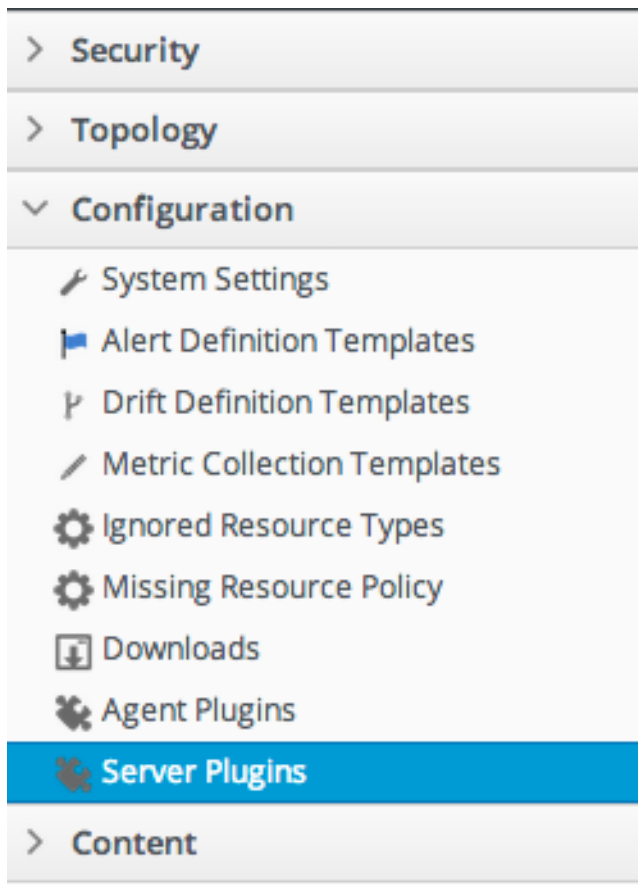 Security
Topology
Configuration
System Settings
Alert Definition Templates
Drift Definition Templates
Metric Collection Templates
Ignored Resource Types
Missing Resource Policy
Downloads
Agent Plugins
Server Plugins
Content